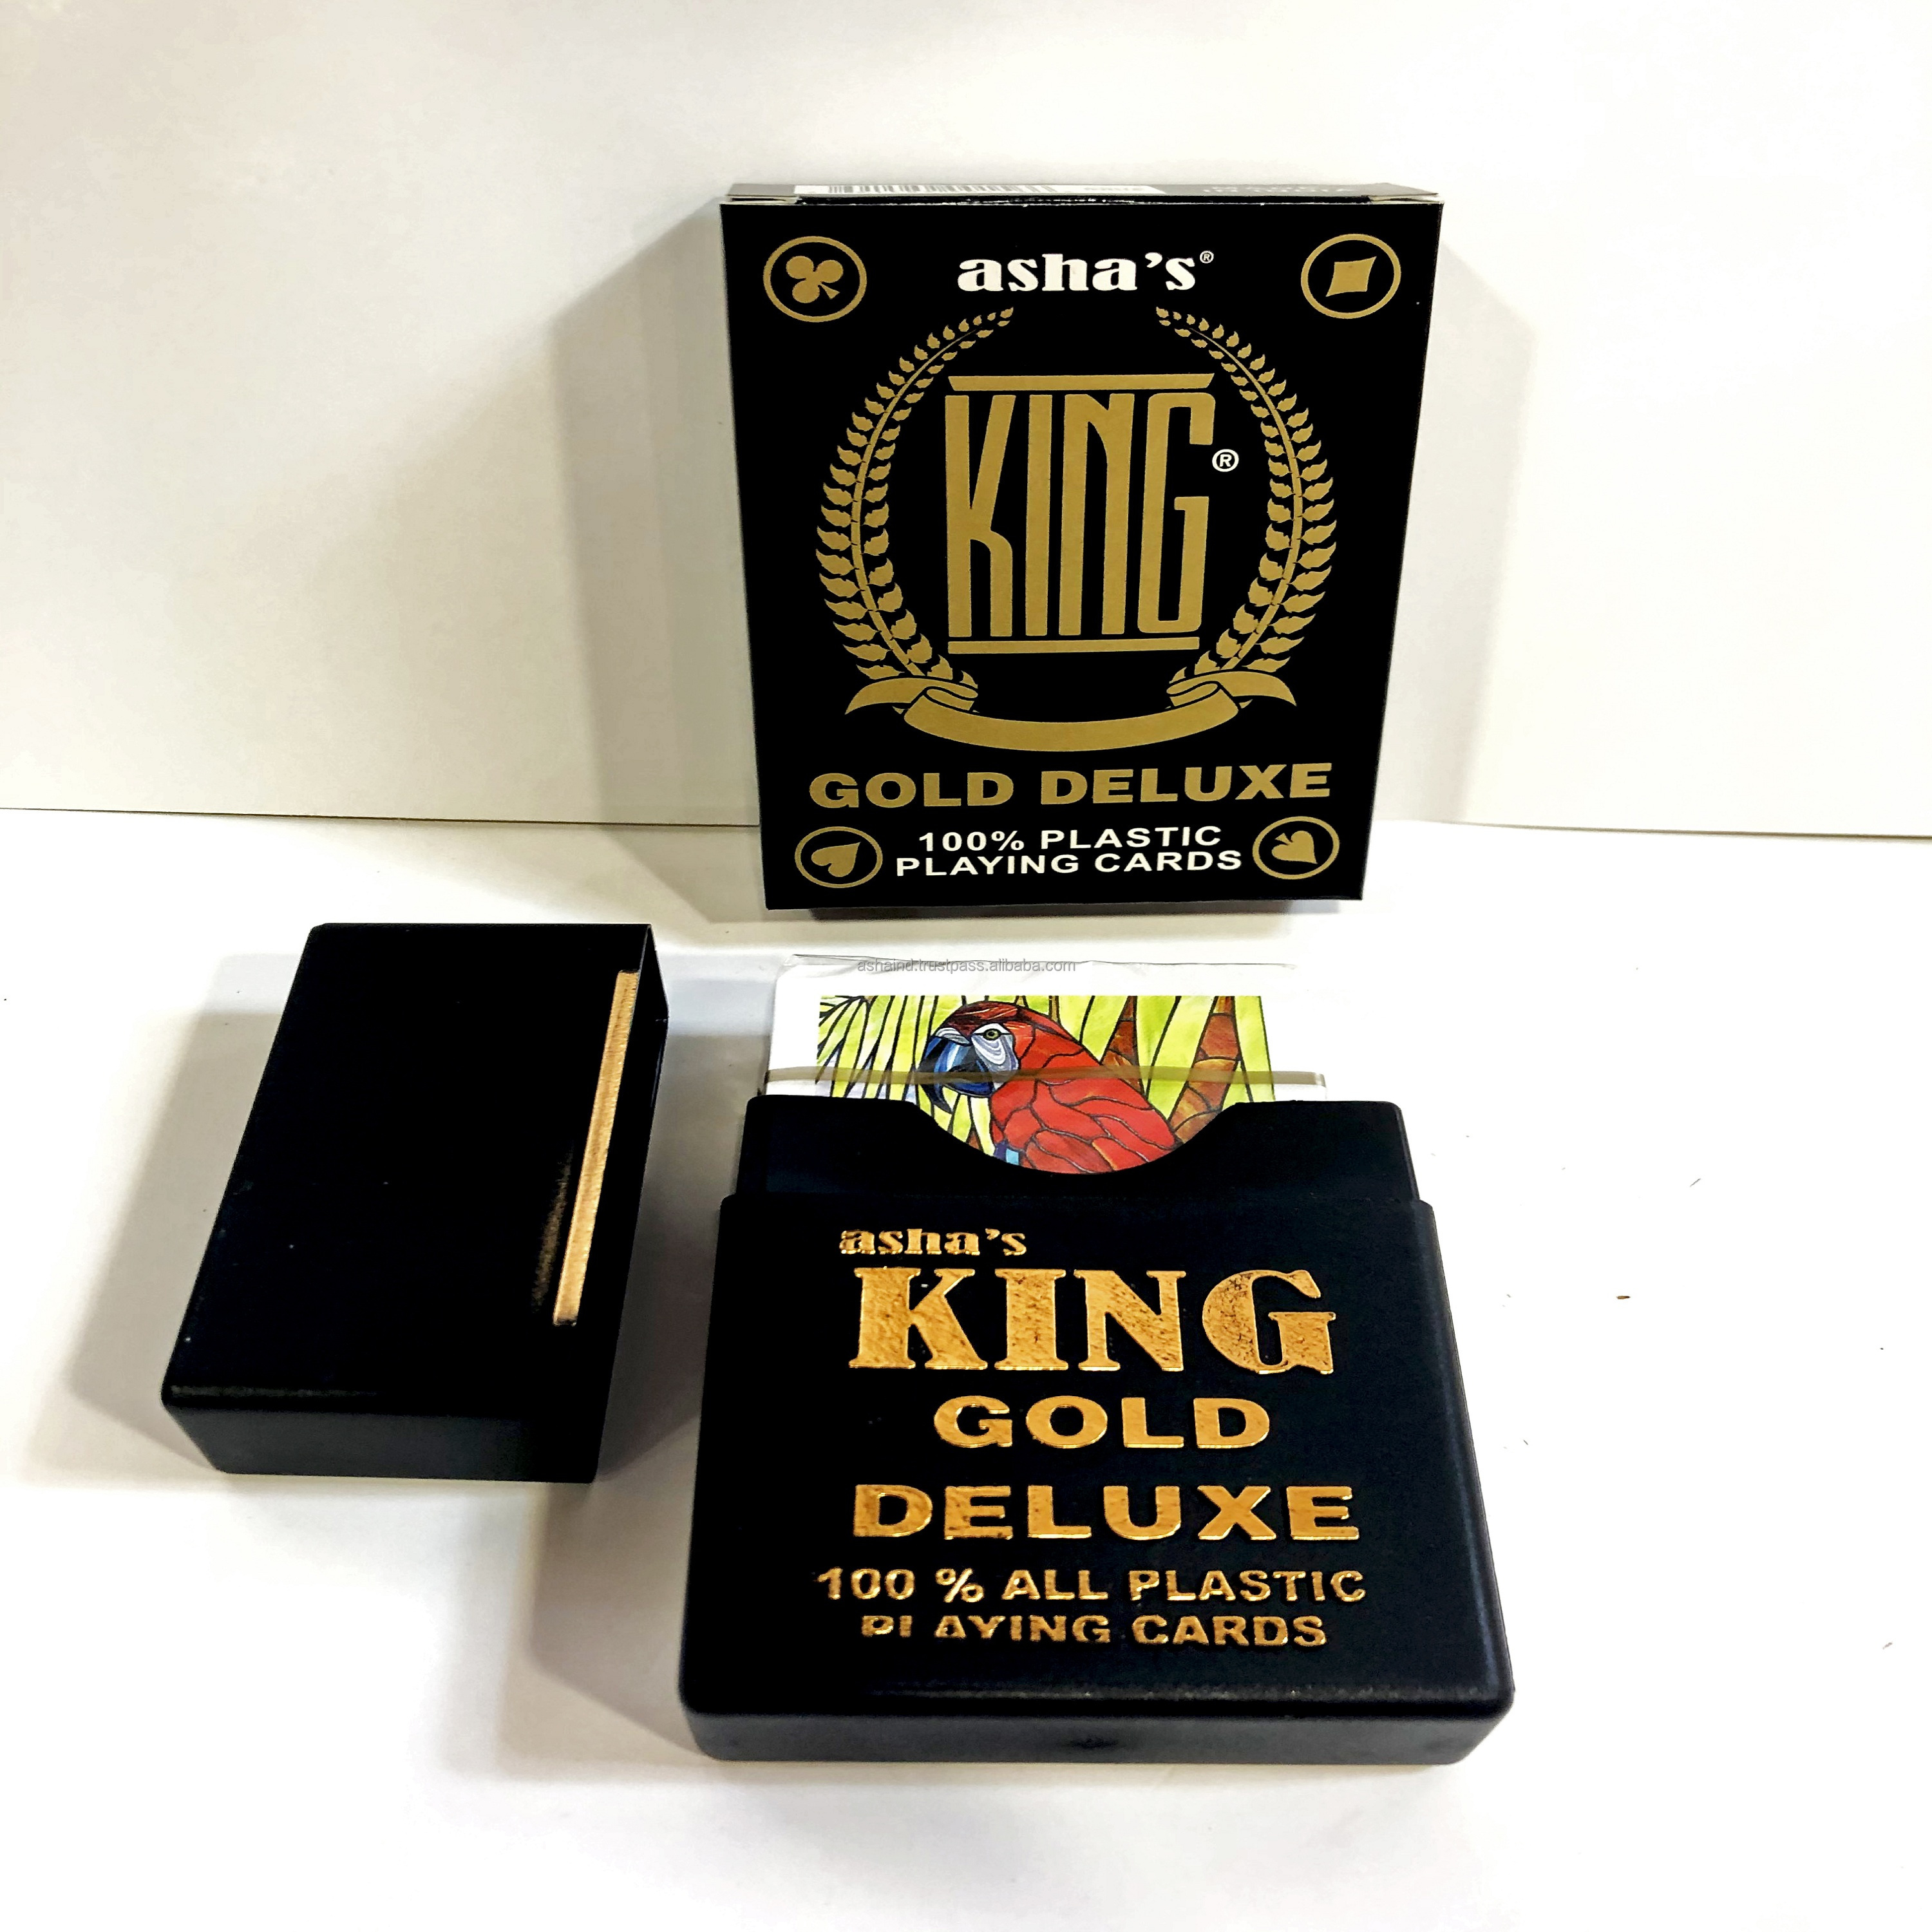 asha's®
KING®
GOLD DELUXE
100% PLASTIC
PLAYING CARDS
ashaind.trustpass.alibaba.com
asha's
KING
GOLD
DELUXE
100 % ALL PLASTIC
PLAYING CARDS